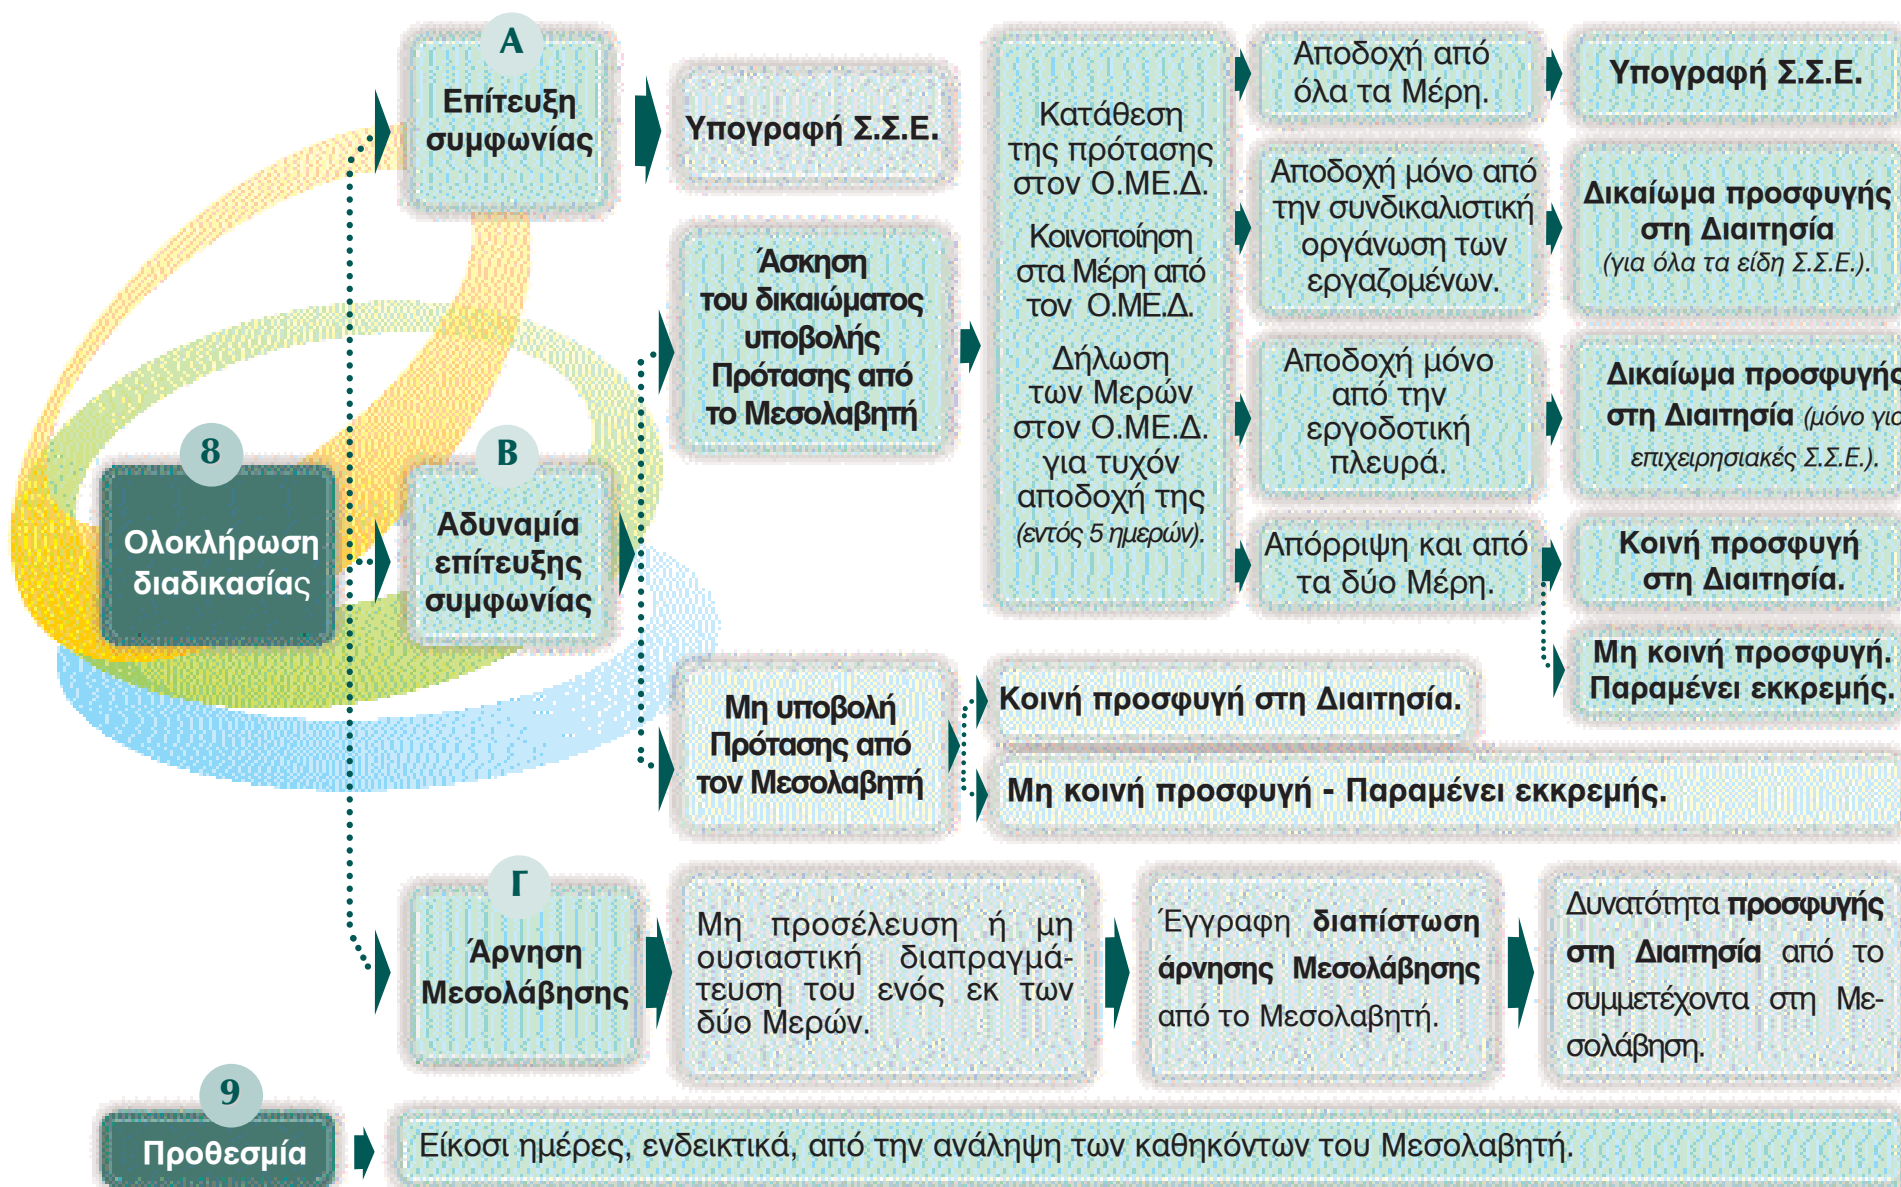 Α
Επίτευξη
συμφωνίας
Υπογραφή Σ.Σ.Ε.
8
Ολοκλήρωση
διαδικασίας
Β
Αδυναμία
επίτευξης
συμφωνίας
Άσκηση
του δικαιώματος
υποβολής
Πρότασης από
το Μεσολαβητή
Κατάθεση
της πρότασης
στον Ο.ΜΕ.Δ.
Κοινοποίηση
στα Μέρη από
τον Ο.ΜΕ.Δ.
Δήλωση
των Μερών
στον Ο.ΜΕ.Δ.
για τυχόν
αποδοχή της
(εντός 5 ημερών).
Αποδοχή από
όλα τα Μέρη.
Υπογραφή Σ.Σ.Ε.
Αποδοχή μόνο από
την συνδικαλιστική
οργάνωση των
εργαζομένων.
Δικαίωμα προσφυγής
στη Διαιτησία
(για όλα τα είδη Σ.Σ.Ε.).
Αποδοχή μόνο
από την
εργοδοτική
πλευρά.
Δικαίωμα προσφυγής
στη Διαιτησία (μόνο για
επιχειρησιακές Σ.Σ.Ε.).
Απόρριψη και από
τα δύο Μέρη.
Κοινή προσφυγή
στη Διαιτησία.
Μη κοινή προσφυγή.
Παραμένει εκκρεμής.
Μη υποβολή
Πρότασης από
τον Μεσολαβητή
Κοινή προσφυγή στη Διαιτησία.
Μη κοινή προσφυγή - Παραμένει εκκρεμής.
Γ
Άρνηση
Μεσολάβησης
Μη προσέλευση ή μη
ουσιαστική διαπραγμά-
τευση του ενός εκ των
δύο Μερών.
Έγγραφη διαπίστωση
άρνησης Μεσολάβησης
από το Μεσολαβητή.
Δυνατότητα προσφυγής
στη Διαιτησία από το
συμμετέχοντα στη Με-
σολάβηση.
9
Προθεσμία
Είκοσι ημέρες, ενδεικτικά, από την ανάληψη των καθηκόντων του Μεσολαβητή.